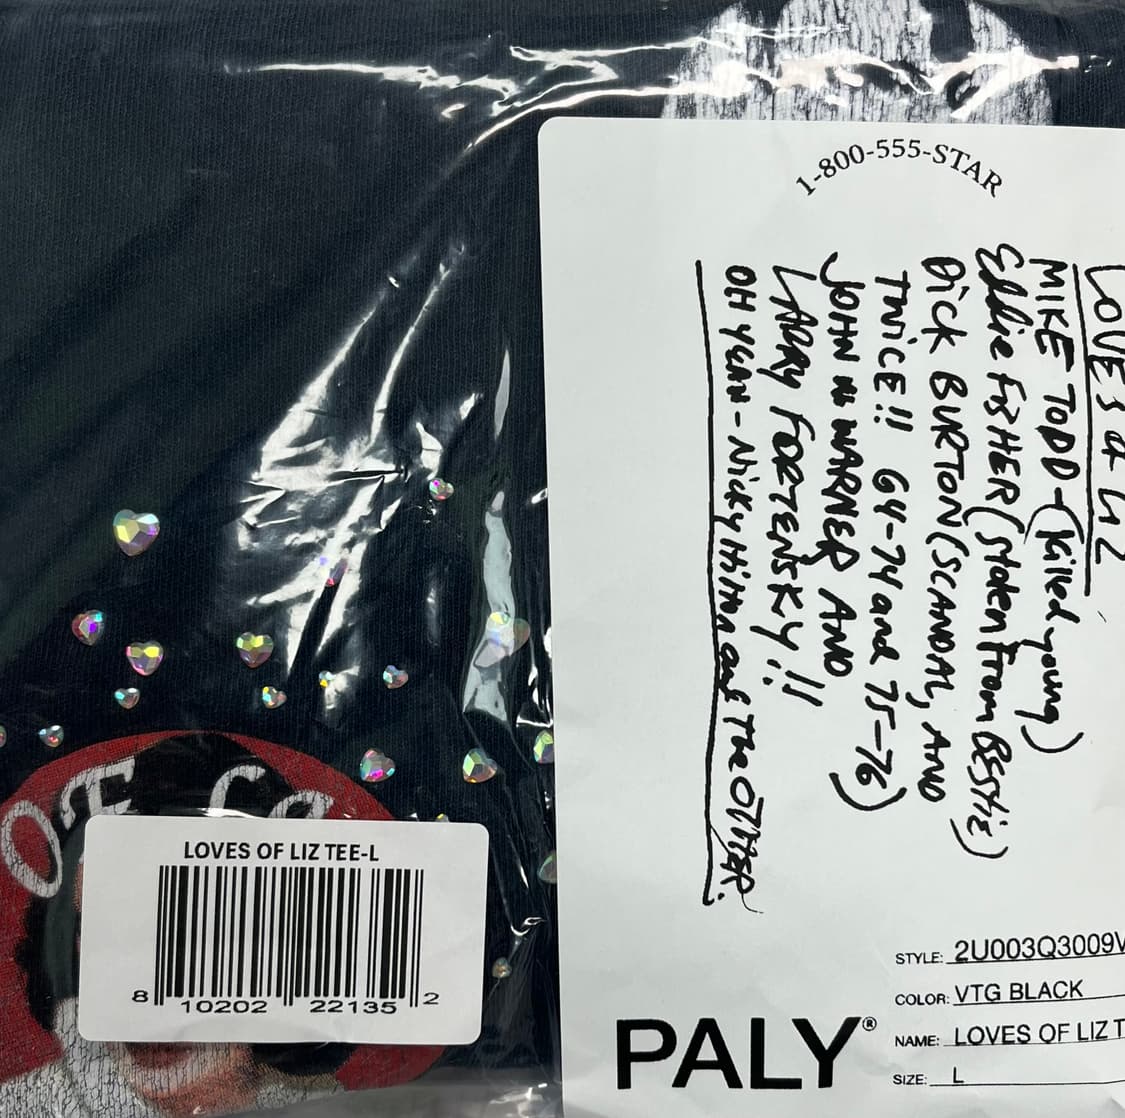 1-800-555-STAR
LOVES of LIZ
MIKE TODD-(killed young)
Eddie FISHER (stolen from BESSTIE)
Dick BURTON (SCANDAL, AND
TWICE!! 64-74 and 75-76)
JOHN W WARNER AND
LARRY FORTENSKY!!
OH YEAH - Nicky Hilton and THE OTHER.
OF
LOVES OF LIZ TEE-L
8 10202 22135 2
STYLE: 2U003Q3009V
COLOR: VTG BLACK
NAME: LOVES OF LIZ T
SIZE: L
PALY®